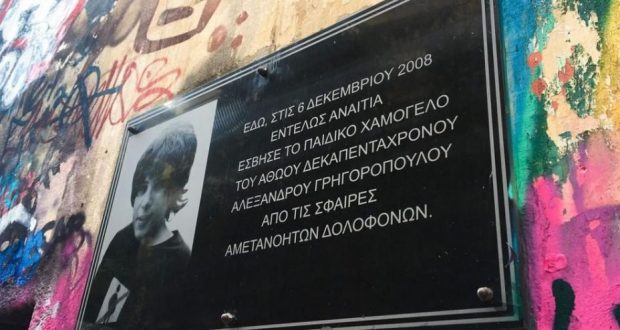 ΕΔΩ, ΣΤΙΣ 6 ΔΕΚΕΜΒΡΙΟΥ 2008
ΕΝΤΕΛΩΣ ΑΝΑΙΤΙΑ
ΕΣΒΗΣΕ ΤΟ ΠΑΙΔΙΚΟ ΧΑΜΟΓΕΛΟ
ΤΟΥ ΑΘΩΟΥ ΔΕΚΑΠΕΝΤΑΧΡΟΝΟΥ
ΑΛΕΞΑΝΔΡΟΥ ΓΡΗΓΟΡΟΠΟΥΛΟΥ
ΑΠΟ ΤΙΣ ΣΦΑΙΡΕΣ
ΑΜΕΤΑΝΟΗΤΩΝ ΔΟΛΟΦΟΝΩΝ.